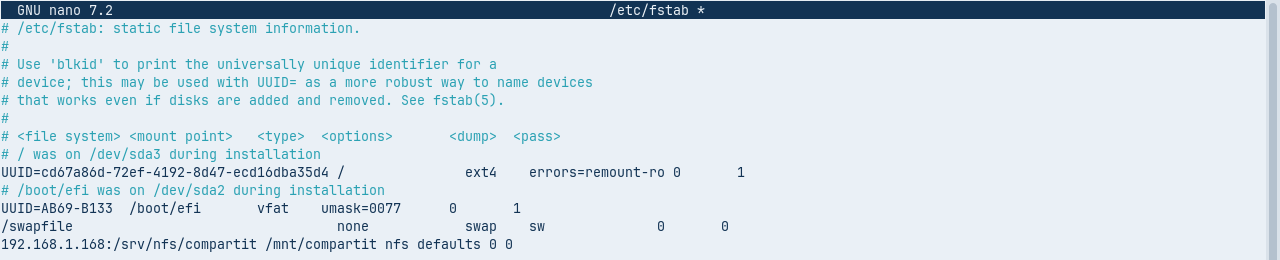 GNU nano 7.2 /etc/fstab *
# /etc/fstab: static file system information.
#
# Use 'blkid' to print the universally unique identifier for a
# device; this may be used with UUID= as a more robust way to name devices
# that works even if disks are added and removed. See fstab(5).
#
# <file system> <mount point>   <type>  <options>       <dump>  <pass>
# / was on /dev/sda3 during installation
UUID=cd67a86d-72ef-4192-8d47-ecd16dba35d4 /               ext4    errors=remount-ro 0       1
# /boot/efi was on /dev/sda2 during installation
UUID=AB69-B133  /boot/efi       vfat    umask=0077      0       1
/swapfile                                 none            swap    sw              0       0
192.168.1.168:/srv/nfs/compartit /mnt/compartit nfs defaults 0 0